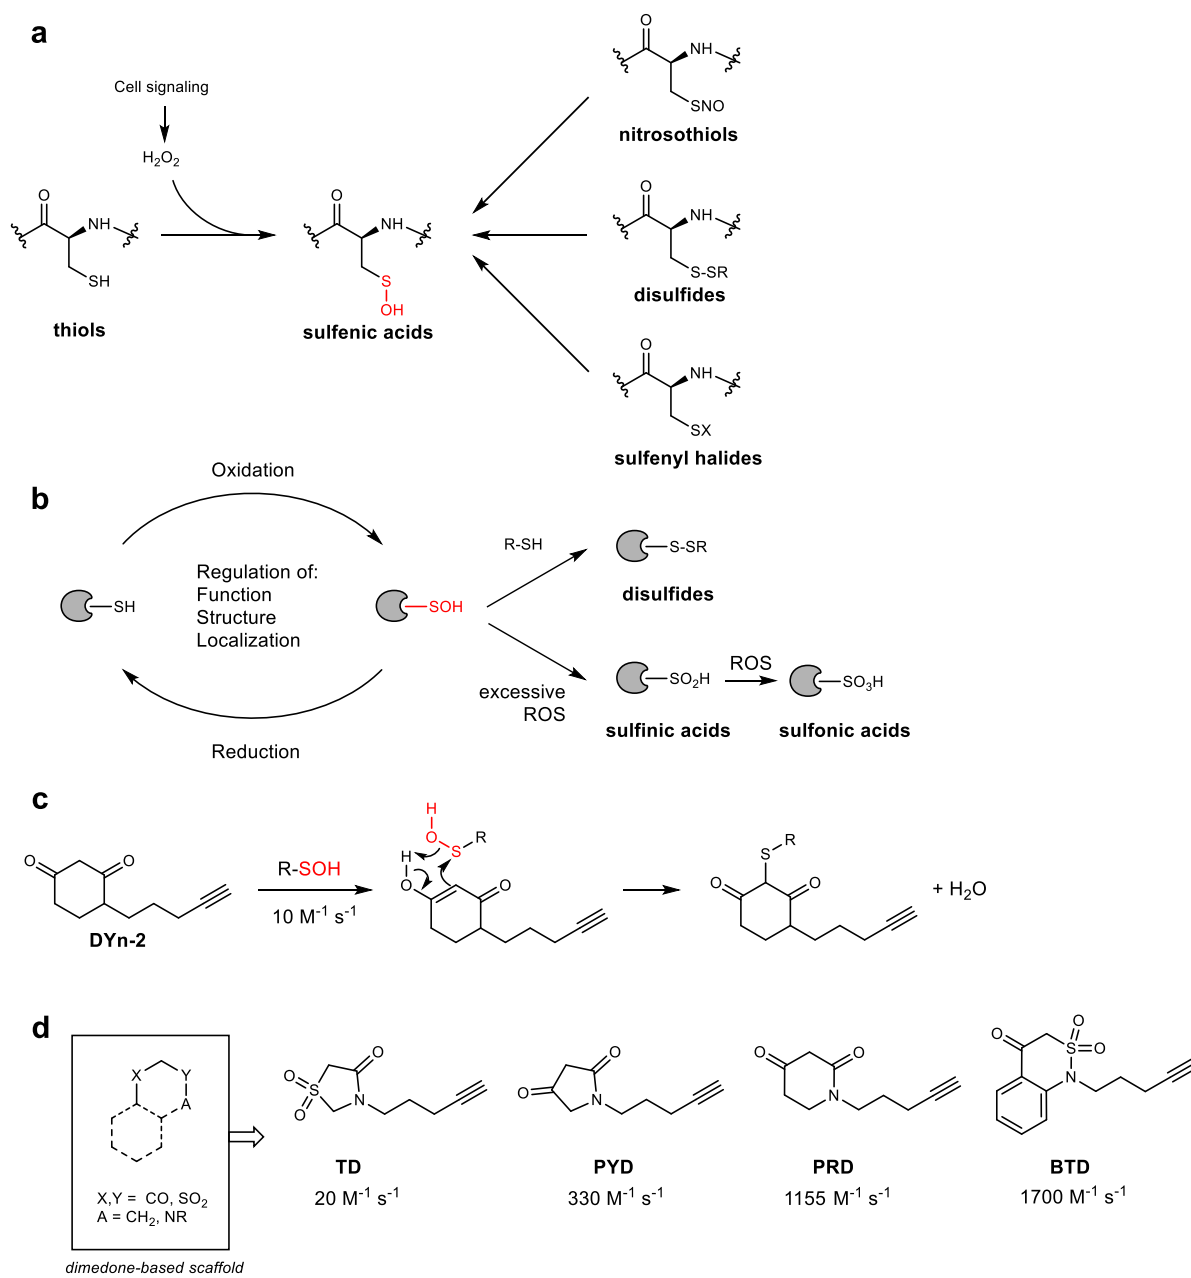 a
Cell signaling
H₂O₂
O
NH
SH
thiols
O
NH
S
OH
sulfenic acids
O
NH
SNO
nitrosothiols
O
NH
S-SR
disulfides
O
NH
SX
sulfenyl halides
b
Oxidation
Regulation of:
Function
Structure
Localization
SH
SOH
Reduction
R-SH
S-SR
disulfides
excessive
ROS
SO₂H
sulfinic acids
ROS
SO₃H
sulfonic acids
c
O
O
DYn-2
R-SOH
10 M⁻¹ s⁻¹
H
O
S
R
H
O
O
R
S
O
O
+ H₂O
d
X
Y
A
X,Y = CO, SO₂
A = CH₂, NR
dimedone-based scaffold
O
O
S
O
N
TD
20 M⁻¹ s⁻¹
O
O
N
PYD
330 M⁻¹ s⁻¹
O
O
N
PRD
1155 M⁻¹ s⁻¹
O
O
S
O
N
BTD
1700 M⁻¹ s⁻¹